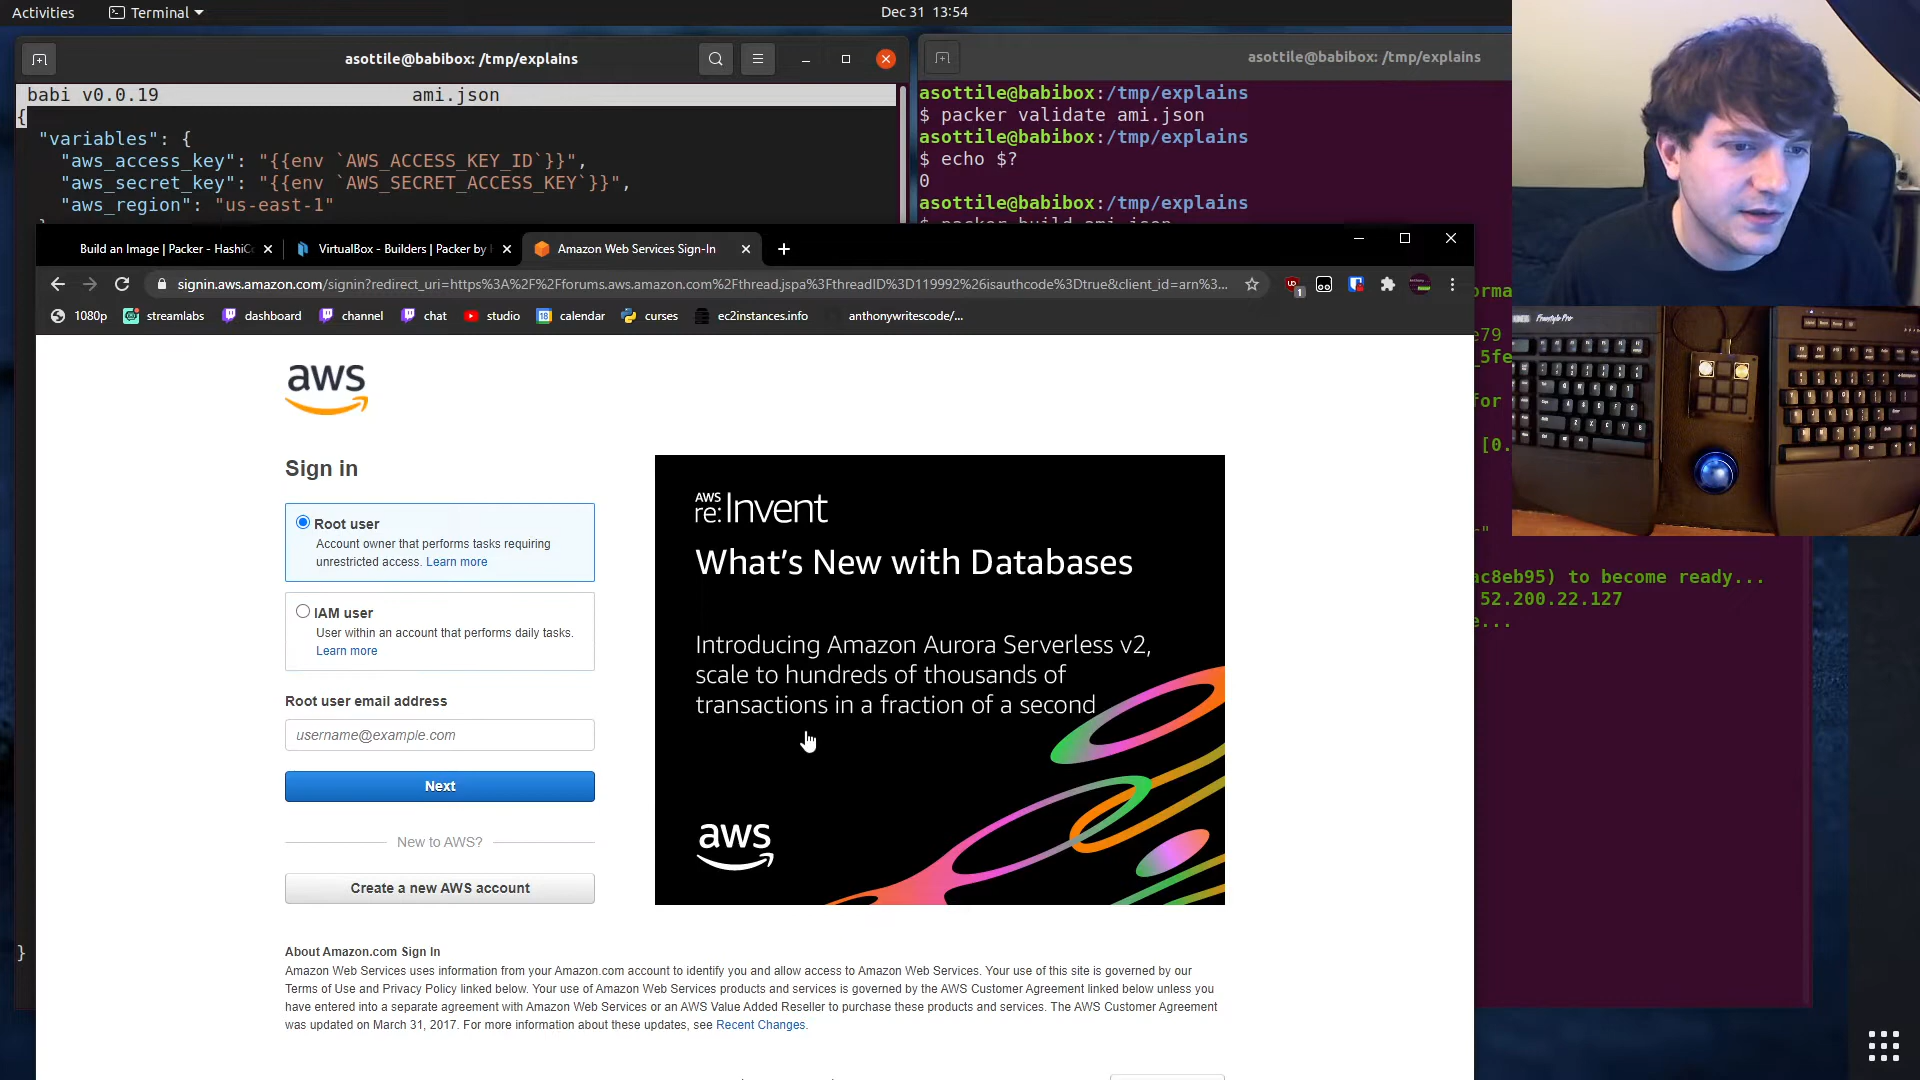 Activities
Terminal
Dec 31 13:54
asottile@babibox: /tmp/explains
babi v0.0.19 ami.json
{
"variables": {
"aws_access_key": "{{env `AWS_ACCESS_KEY_ID`}}",
"aws_secret_key": "{{env `AWS_SECRET_ACCESS_KEY`}}",
"aws_region": "us-east-1"
}
asottile@babibox: /tmp/explains
asottile@babibox:/tmp/explains
$ packer validate ami.json
asottile@babibox:/tmp/explains
$ echo $?
0
asottile@babibox:/tmp/explains
$ packer build ami.json
ac8eb95) to become ready...
52.200.22.127
e...
Build an Image | Packer - HashiC
VirtualBox - Builders | Packer by
Amazon Web Services Sign-In
signin.aws.amazon.com/signin?redirect_uri=https%3A%2F%2Fforums.aws.amazon.com%2Fthread.jspa%3FthreadID%3D119992%26isauthcode%3Dtrue&client_id=arn%3...
1080p
streamlabs
dashboard
channel
chat
studio
calendar
curses
ec2instances.info
anthonywritescode/...
aws
Sign in
Root user
Account owner that performs tasks requiring
unrestricted access. Learn more
IAM user
User within an account that performs daily tasks.
Learn more
Root user email address
username@example.com
Next
New to AWS?
Create a new AWS account
AWS
re:Invent
What's New with Databases
Introducing Amazon Aurora Serverless v2,
scale to hundreds of thousands of
transactions in a fraction of a second
aws
About Amazon.com Sign In
Amazon Web Services uses information from your Amazon.com account to identify you and allow access to Amazon Web Services. Your use of this site is governed by our
Terms of Use and Privacy Policy linked below. Your use of Amazon Web Services products and services is governed by the AWS Customer Agreement linked below unless you
have entered into a separate agreement with Amazon Web Services or an AWS Value Added Reseller to purchase these products and services. The AWS Customer Agreement
was updated on March 31, 2017. For more information about these updates, see Recent Changes.
}
Freestyle Pro